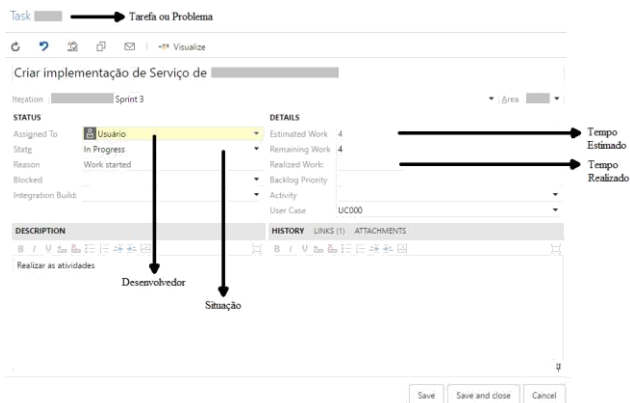 Task
Tarefa ou Problema
Visualize
Criar implementação de Serviço de
Iteration Sprint 3 Area
STATUS DETAILS
Assigned To Usuário Estimated Work 4 Tempo Estimado
State In Progress Remaining Work 4
Reason Work started Realized Work: Tempo Realizado
Blocked Backlog Priority
Integration Build: Activity
User Case UC000
DESCRIPTION HISTORY LINKS (1) ATTACHMENTS
B I U B I U
Realizar as atividades
Desenvolvedor
Situação
Save Save and close Cancel